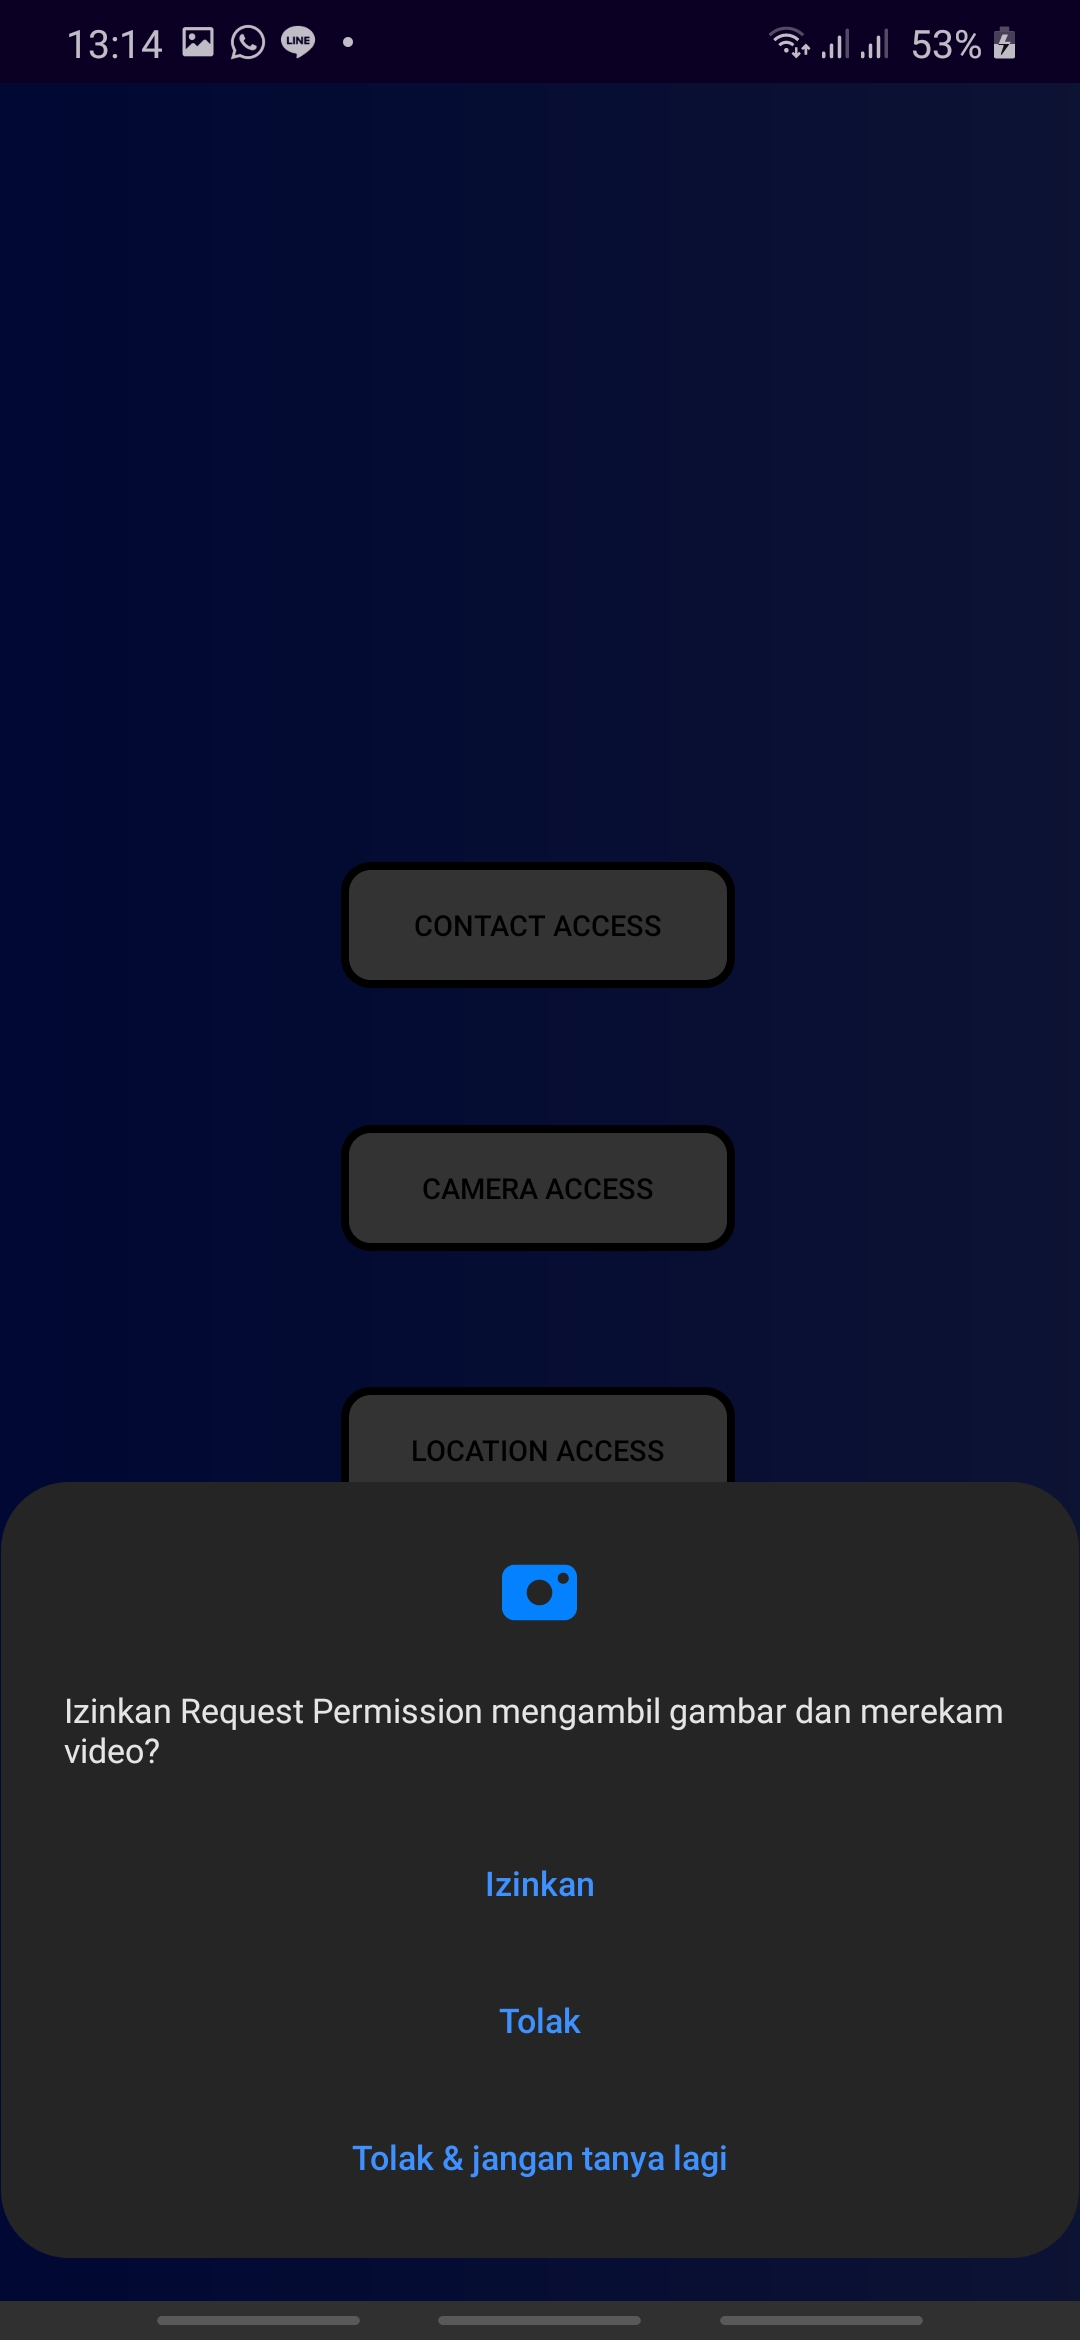 13:14
LINE
53%
CONTACT ACCESS
CAMERA ACCESS
LOCATION ACCESS
Izinkan Request Permission mengambil gambar dan merekam
video?
Izinkan
Tolak
Tolak & jangan tanya lagi